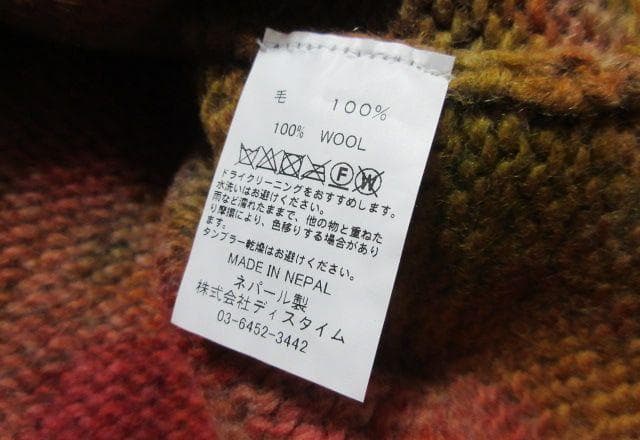 毛 100%
100% WOOL
F W
ドライクリーニングをおすすめします。
水洗いはお避けください。
雨など濡れたままで、他の物と重ねた
り摩擦により、色移りする場合があり
ます。
タンブラー乾燥はお避けください。
MADE IN NEPAL
ネパール製
株式会社ディスタイム
03-6452-3442